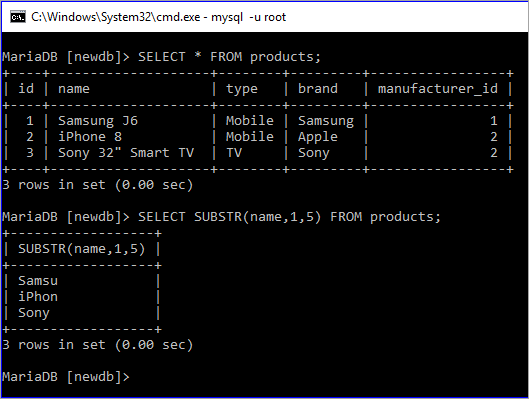 C:\Windows\System32\cmd.exe - mysql  -u root
MariaDB [newdb]> SELECT * FROM products;
+----+--------------------+--------+---------+-----------------+
| id | name               | type   | brand   | manufacturer_id |
+----+--------------------+--------+---------+-----------------+
|  1 | Samsung J6         | Mobile | Samsung |               1 |
|  2 | iPhone 8           | Mobile | Apple   |               2 |
|  3 | Sony 32" Smart TV  | TV     | Sony    |               2 |
+----+--------------------+--------+---------+-----------------+
3 rows in set (0.00 sec)
MariaDB [newdb]> SELECT SUBSTR(name,1,5) FROM products;
+------------------+
| SUBSTR(name,1,5) |
+------------------+
| Samsu            |
| iPhon            |
| Sony             |
+------------------+
3 rows in set (0.00 sec)
MariaDB [newdb]>